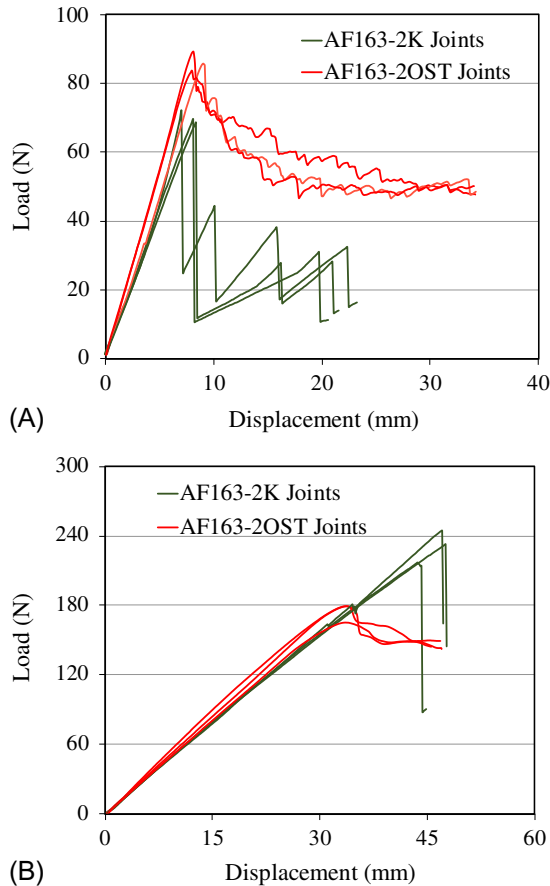 100
AF163-2K Joints
AF163-2OST Joints
80
60
40
20
0
Load (N)
0 10 20 30 40
Displacement (mm)
(A)
300
AF163-2K Joints
AF163-2OST Joints
240
180
120
60
0
Load (N)
0 15 30 45 60
Displacement (mm)
(B)